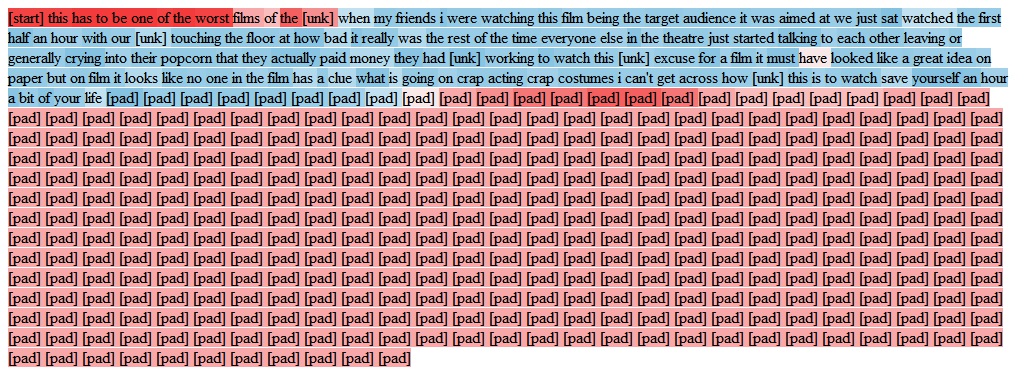 [start] this has to be one of the worst films of the [unk] when my friends i were watching this film being the target audience it was aimed at we just sat watched the first
half an hour with our [unk] touching the floor at how bad it really was the rest of the time everyone else in the theatre just started talking to each other leaving or
generally crying into their popcorn that they actually paid money they had [unk] working to watch this [unk] excuse for a film it must have looked like a great idea on
paper but on film it looks like no one in the film has a clue what is going on crap acting crap costumes i can't get across how [unk] this is to watch save yourself an hour
a bit of your life [pad] [pad] [pad] [pad] [pad] [pad] [pad] [pad] [pad] [pad] [pad] [pad] [pad] [pad] [pad] [pad] [pad] [pad] [pad] [pad] [pad] [pad] [pad] [pad]
[pad] [pad] [pad] [pad] [pad] [pad] [pad] [pad] [pad] [pad] [pad] [pad] [pad] [pad] [pad] [pad] [pad] [pad] [pad] [pad] [pad] [pad] [pad] [pad] [pad] [pad] [pad]
[pad] [pad] [pad] [pad] [pad] [pad] [pad] [pad] [pad] [pad] [pad] [pad] [pad] [pad] [pad] [pad] [pad] [pad] [pad] [pad] [pad] [pad] [pad] [pad] [pad] [pad] [pad]
[pad] [pad] [pad] [pad] [pad] [pad] [pad] [pad] [pad] [pad] [pad] [pad] [pad] [pad] [pad] [pad] [pad] [pad] [pad] [pad] [pad] [pad] [pad] [pad] [pad] [pad] [pad]
[pad] [pad] [pad] [pad] [pad] [pad] [pad] [pad] [pad] [pad] [pad] [pad] [pad] [pad] [pad] [pad] [pad] [pad] [pad] [pad] [pad] [pad] [pad] [pad] [pad] [pad] [pad]
[pad] [pad] [pad] [pad] [pad] [pad] [pad] [pad] [pad] [pad] [pad] [pad] [pad] [pad] [pad] [pad] [pad] [pad] [pad] [pad] [pad] [pad] [pad] [pad] [pad] [pad] [pad]
[pad] [pad] [pad] [pad] [pad] [pad] [pad] [pad] [pad] [pad] [pad] [pad] [pad] [pad] [pad] [pad] [pad] [pad] [pad] [pad] [pad] [pad] [pad] [pad] [pad] [pad] [pad]
[pad] [pad] [pad] [pad] [pad] [pad] [pad] [pad] [pad] [pad] [pad] [pad] [pad] [pad] [pad] [pad] [pad] [pad] [pad] [pad] [pad] [pad] [pad] [pad] [pad] [pad] [pad]
[pad] [pad] [pad] [pad] [pad] [pad] [pad] [pad] [pad] [pad] [pad] [pad] [pad] [pad] [pad] [pad] [pad] [pad] [pad] [pad] [pad] [pad] [pad] [pad] [pad] [pad] [pad]
[pad] [pad] [pad] [pad] [pad] [pad] [pad] [pad] [pad] [pad] [pad] [pad] [pad] [pad] [pad] [pad] [pad] [pad] [pad] [pad] [pad] [pad] [pad] [pad] [pad] [pad] [pad]
[pad] [pad] [pad] [pad] [pad] [pad] [pad] [pad] [pad] [pad] [pad] [pad] [pad] [pad] [pad] [pad] [pad] [pad] [pad] [pad] [pad] [pad] [pad] [pad] [pad] [pad] [pad]
[pad] [pad] [pad] [pad] [pad] [pad] [pad] [pad] [pad] [pad] [pad] [pad] [pad] [pad] [pad] [pad] [pad] [pad] [pad] [pad] [pad] [pad] [pad] [pad] [pad] [pad] [pad]
[pad] [pad] [pad] [pad] [pad] [pad] [pad] [pad] [pad] [pad] [pad] [pad] [pad] [pad] [pad] [pad] [pad] [pad] [pad] [pad] [pad] [pad] [pad] [pad] [pad] [pad] [pad]
[pad] [pad] [pad] [pad] [pad] [pad] [pad] [pad] [pad] [pad] [pad]